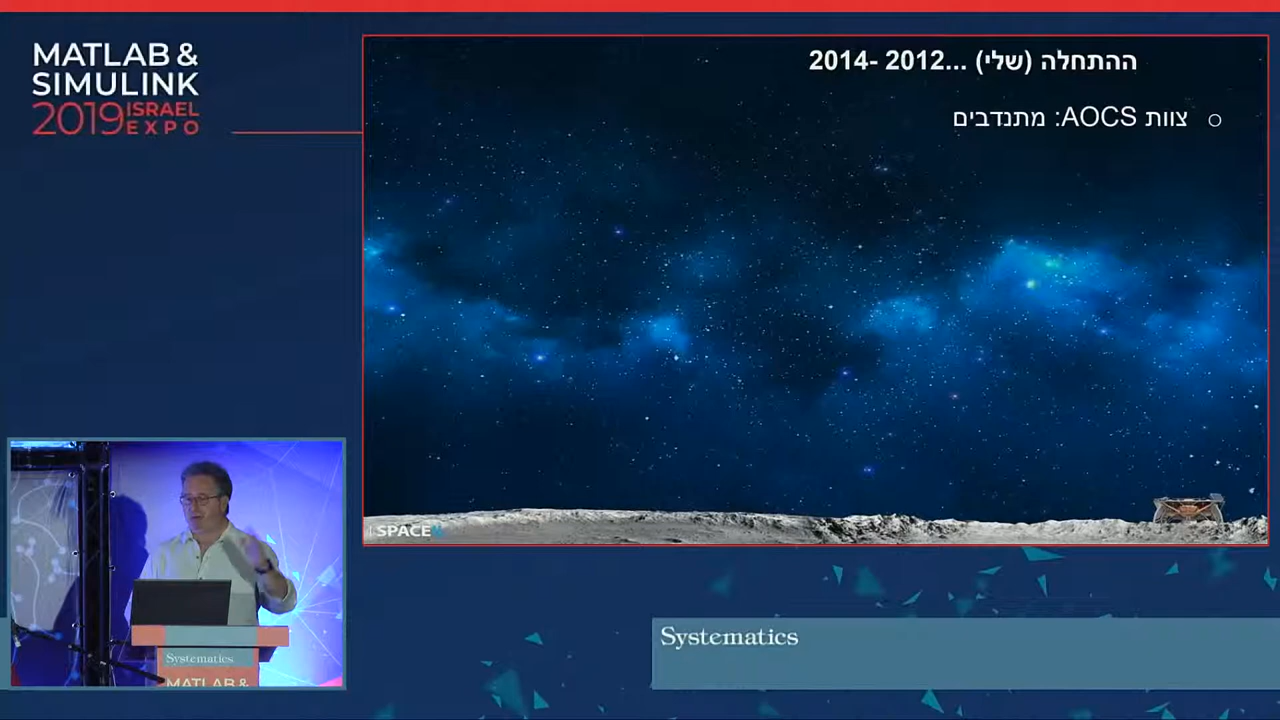 MATLAB &
SIMULINK
2019 ISRAEL
EXPO
ההתחלה (שלי) ...2012 -2014
צוות AOCS: מתנדבים
SPACE
Systematics
Systematics
MATLAB &